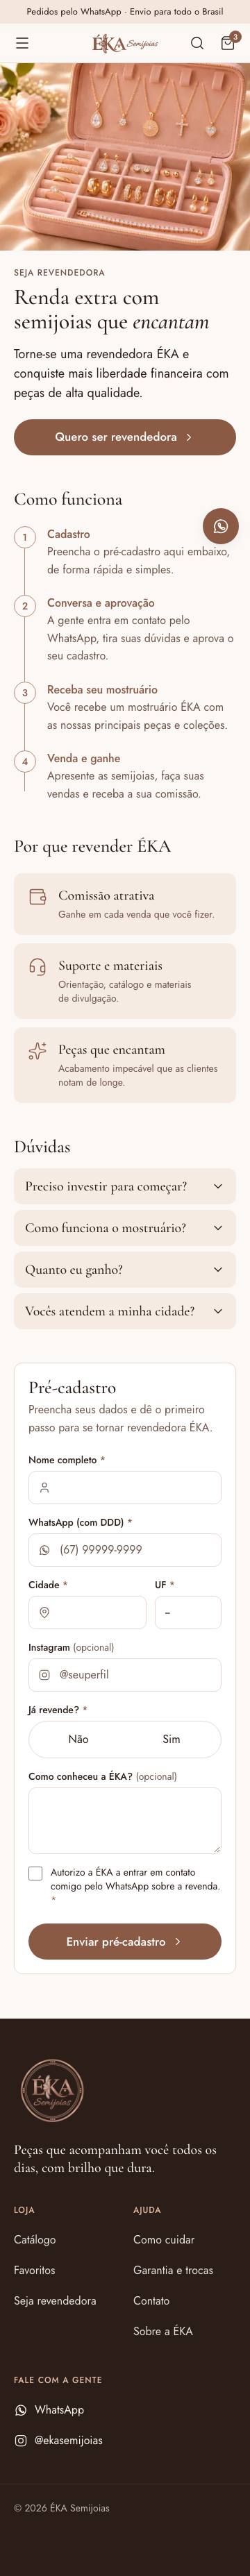 Pedidos pelo WhatsApp · Envio para todo o Brasil
ÉKA Semijoias
3
SEJA REVENDEDORA
Renda extra com
semijoias que encantam
Torne-se uma revendedora ÉKA e
conquiste mais liberdade financeira com
peças de alta qualidade.
Quero ser revendedora
Como funciona
1
Cadastro
Preencha o pré-cadastro aqui embaixo,
de forma rápida e simples.
2
Conversa e aprovação
A gente entra em contato pelo
WhatsApp, tira suas dúvidas e aprova o
seu cadastro.
3
Receba seu mostruário
Você recebe um mostruário ÉKA com
as nossas principais peças e coleções.
4
Venda e ganhe
Apresente as semijoias, faça suas
vendas e receba a sua comissão.
Por que revender ÉKA
Comissão atrativa
Ganhe em cada venda que você fizer.
Suporte e materiais
Orientação, catálogo e materiais
de divulgação.
Peças que encantam
Acabamento impecável que as clientes
notam de longe.
Dúvidas
Preciso investir para começar?
Como funciona o mostruário?
Quanto eu ganho?
Vocês atendem a minha cidade?
Pré-cadastro
Preencha seus dados e dê o primeiro
passo para se tornar revendedora ÉKA.
Nome completo *
WhatsApp (com DDD) *
(67) 99999-9999
Cidade * UF *
–
Instagram (opcional)
@seuperfil
Já revende? *
Não Sim
Como conheceu a ÉKA? (opcional)
Autorizo a ÉKA a entrar em contato
comigo pelo WhatsApp sobre a revenda.
*
Enviar pré-cadastro
ÉKA
Semijoias
Peças que acompanham você todos os
dias, com brilho que dura.
LOJA
Catálogo
Favoritos
Seja revendedora
AJUDA
Como cuidar
Garantia e trocas
Contato
Sobre a ÉKA
FALE COM A GENTE
WhatsApp
@ekasemijoias
© 2026 ÉKA Semijoias